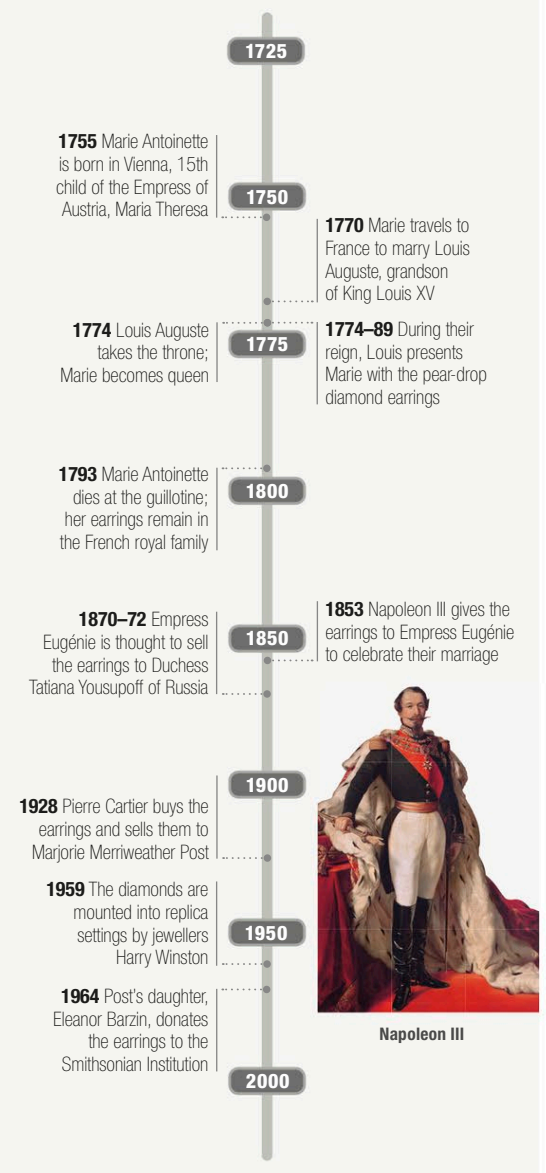 1725
1755 Marie Antoinette
is born in Vienna, 15th
child of the Empress of
Austria, Maria Theresa
1750
1770 Marie travels to
France to marry Louis
Auguste, grandson
of King Louis XV
1774 Louis Auguste
takes the throne;
Marie becomes queen
1775
1774–89 During their
reign, Louis presents
Marie with the pear-drop
diamond earrings
1793 Marie Antoinette
dies at the guillotine;
her earrings remain in
the French royal family
1800
1853 Napoleon III gives the
earrings to Empress Eugénie
to celebrate their marriage
1850
1870–72 Empress
Eugénie is thought to sell
the earrings to Duchess
Tatiana Yousupoff of Russia
1900
1928 Pierre Cartier buys the
earrings and sells them to
Marjorie Merriweather Post
1959 The diamonds are
mounted into replica
settings by jewellers
Harry Winston
1950
1964 Post's daughter,
Eleanor Barzin, donates
the earrings to the
Smithsonian Institution
Napoleon III
2000